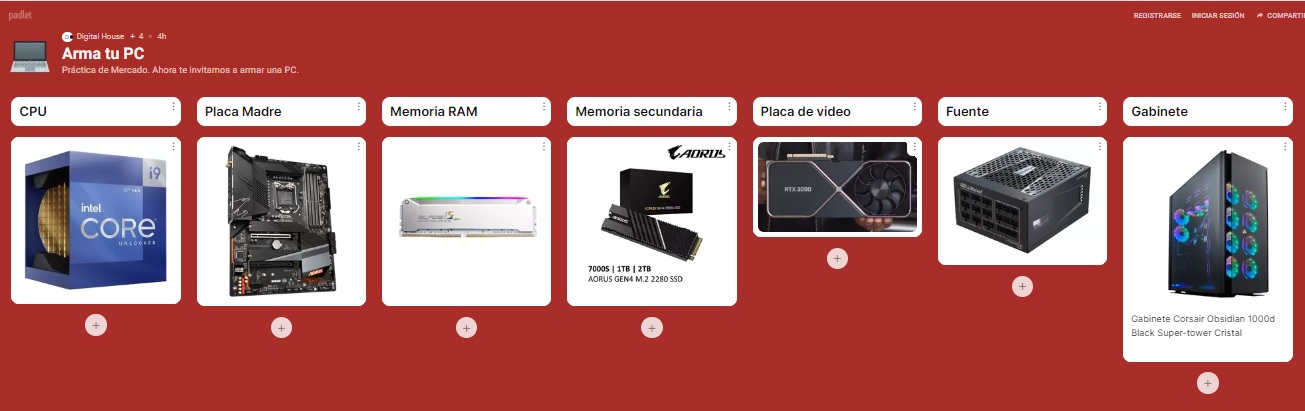 padlet
REGISTRARSE INICIAR SESIÓN COMPARTI
Digital House + 4 • 4h
Arma tu PC
Práctica de Mercado. Ahora te invitamos a armar una PC.
CPU
Placa Madre
Memoria RAM
Memoria secundaria
Placa de video
Fuente
Gabinete
i9
intel
CORE
UNLOCKED
AORUS
RTX 3090
AORUS
7000S | 1TB | 2TB
AORUS GEN4 M.2 2280 SSD
Gabinete Corsair Obsidian 1000d
Black Super-tower Cristal